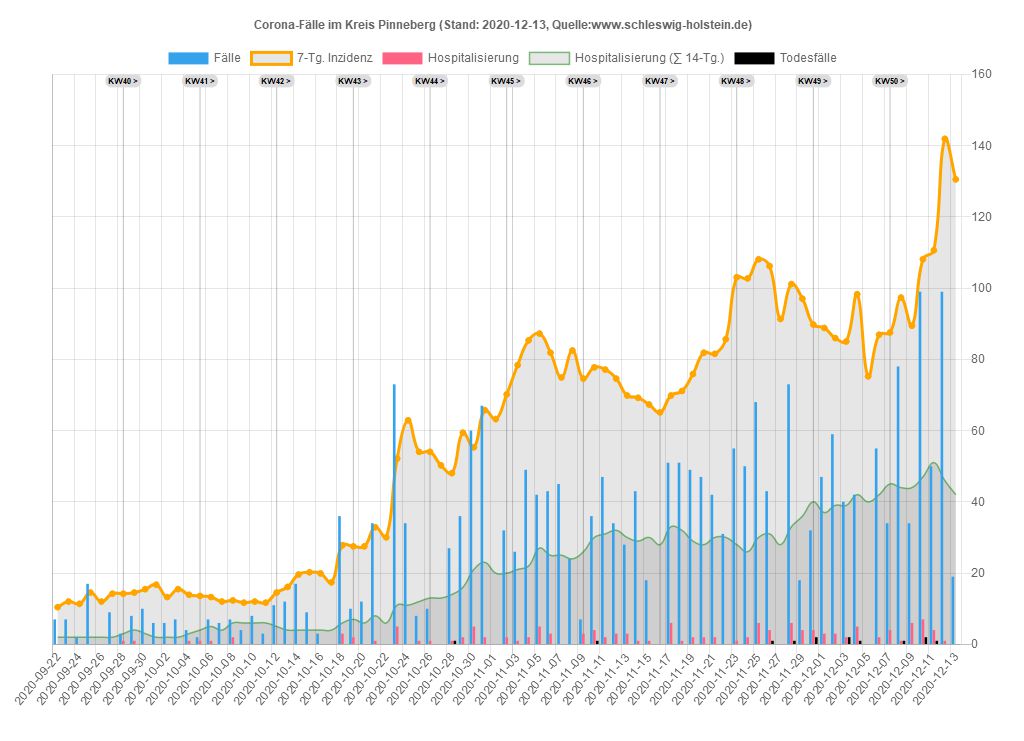 Corona-Fälle im Kreis Pinneberg (Stand: 2020-12-13, Quelle:www.schleswig-holstein.de)
Fälle 7-Tg. Inzidenz Hospitalisierung Hospitalisierung (∑ 14-Tg.) Todesfälle
KW40 > KW41 > KW42 > KW43 > KW44 > KW45 > KW46 > KW47 > KW48 > KW49 > KW50 >
160
140
120
100
80
60
40
20
0
2020-09-22 2020-09-24 2020-09-26 2020-09-28 2020-09-30 2020-10-02 2020-10-04 2020-10-06 2020-10-08 2020-10-10 2020-10-12 2020-10-14 2020-10-16 2020-10-18 2020-10-20 2020-10-22 2020-10-24 2020-10-26 2020-10-28 2020-10-30 2020-11-01 2020-11-03 2020-11-05 2020-11-07 2020-11-09 2020-11-11 2020-11-13 2020-11-15 2020-11-17 2020-11-19 2020-11-21 2020-11-23 2020-11-25 2020-11-27 2020-11-29 2020-12-01 2020-12-03 2020-12-05 2020-12-07 2020-12-09 2020-12-11 2020-12-13